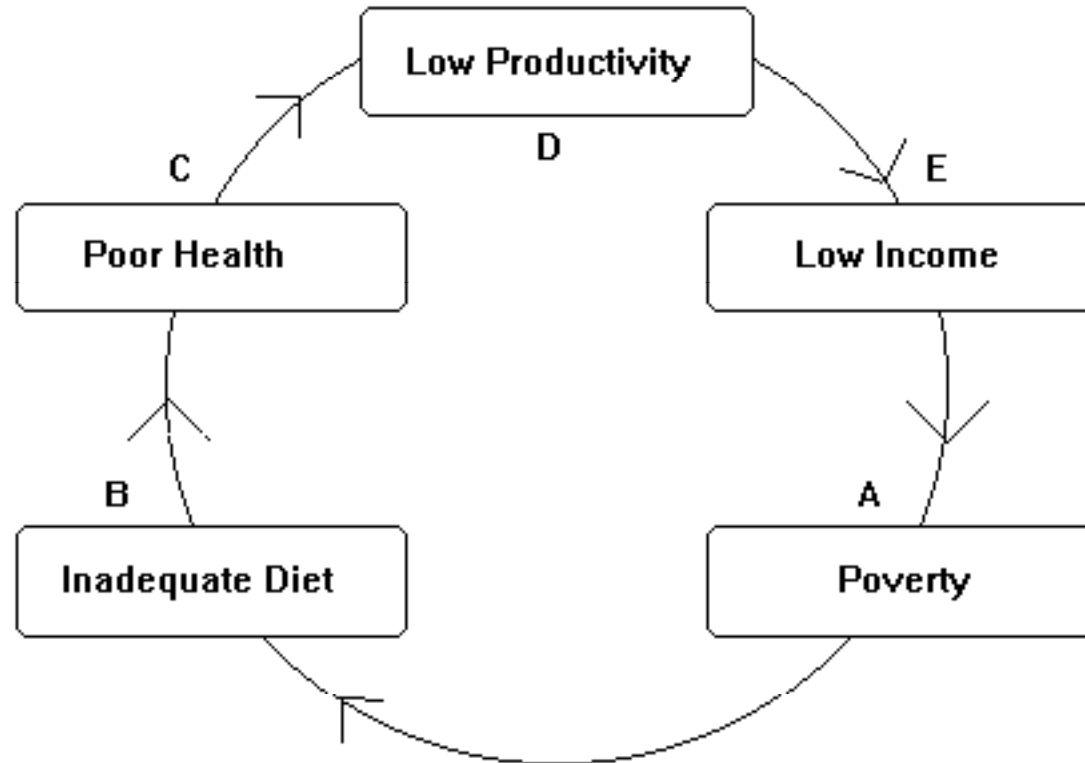 Low Productivity
D
C
E
Poor Health
Low Income
B
A
Inadequate Diet
Poverty